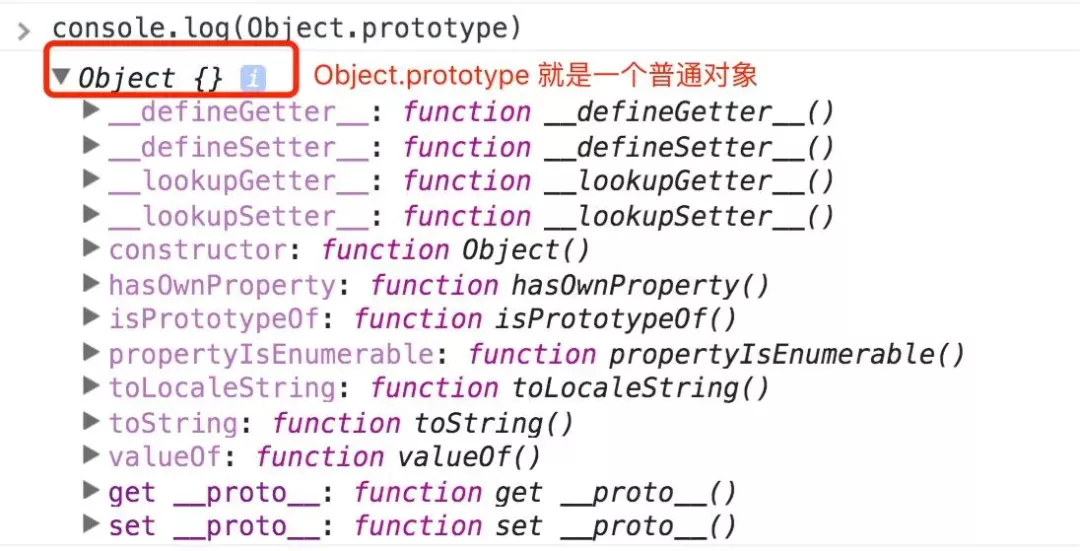 console.log(Object.prototype)
Object {} i Object.prototype 就是一个普通对象
__defineGetter__: function __defineGetter__()
__defineSetter__: function __defineSetter__()
__lookupGetter__: function __lookupGetter__()
__lookupSetter__: function __lookupSetter__()
constructor: function Object()
hasOwnProperty: function hasOwnProperty()
isPrototypeOf: function isPrototypeOf()
propertyIsEnumerable: function propertyIsEnumerable()
toLocaleString: function toLocaleString()
toString: function toString()
valueOf: function valueOf()
get __proto__: function get __proto__()
set __proto__: function set __proto__()